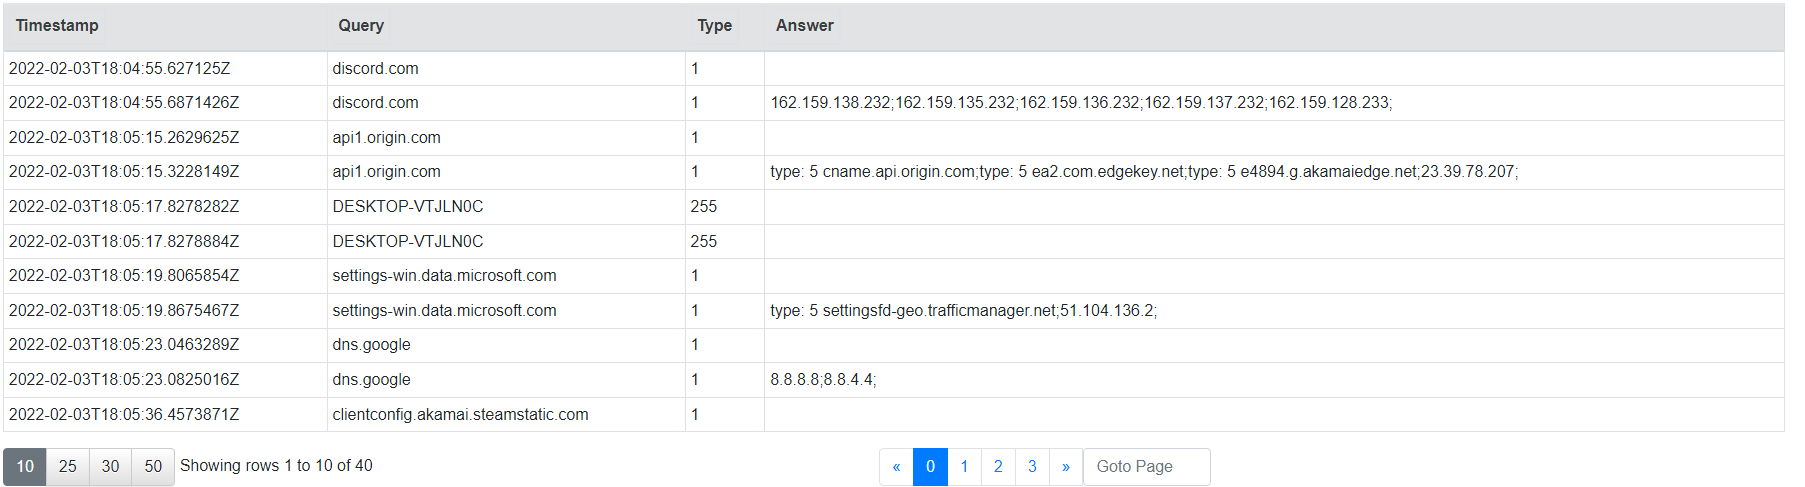 Timestamp Query Type Answer
2022-02-03T18:04:55.627125Z discord.com 1
2022-02-03T18:04:55.6871426Z discord.com 1 162.159.138.232;162.159.135.232;162.159.136.232;162.159.137.232;162.159.128.233;
2022-02-03T18:05:15.2629625Z api1.origin.com 1
2022-02-03T18:05:15.3228149Z api1.origin.com 1 type: 5 cname.api.origin.com;type: 5 ea2.com.edgekey.net;type: 5 e4894.g.akamaiedge.net;23.39.78.207;
2022-02-03T18:05:17.8278282Z DESKTOP-VTJLN0C 255
2022-02-03T18:05:17.8278884Z DESKTOP-VTJLN0C 255
2022-02-03T18:05:19.8065854Z settings-win.data.microsoft.com 1
2022-02-03T18:05:19.8675467Z settings-win.data.microsoft.com 1 type: 5 settingsfd-geo.trafficmanager.net;51.104.136.2;
2022-02-03T18:05:23.0463289Z dns.google 1
2022-02-03T18:05:23.0825016Z dns.google 1 8.8.8.8;8.8.4.4;
2022-02-03T18:05:36.4573871Z clientconfig.akamai.steamstatic.com 1
10 25 30 50 Showing rows 1 to 10 of 40 « 0 1 2 3 » Goto Page